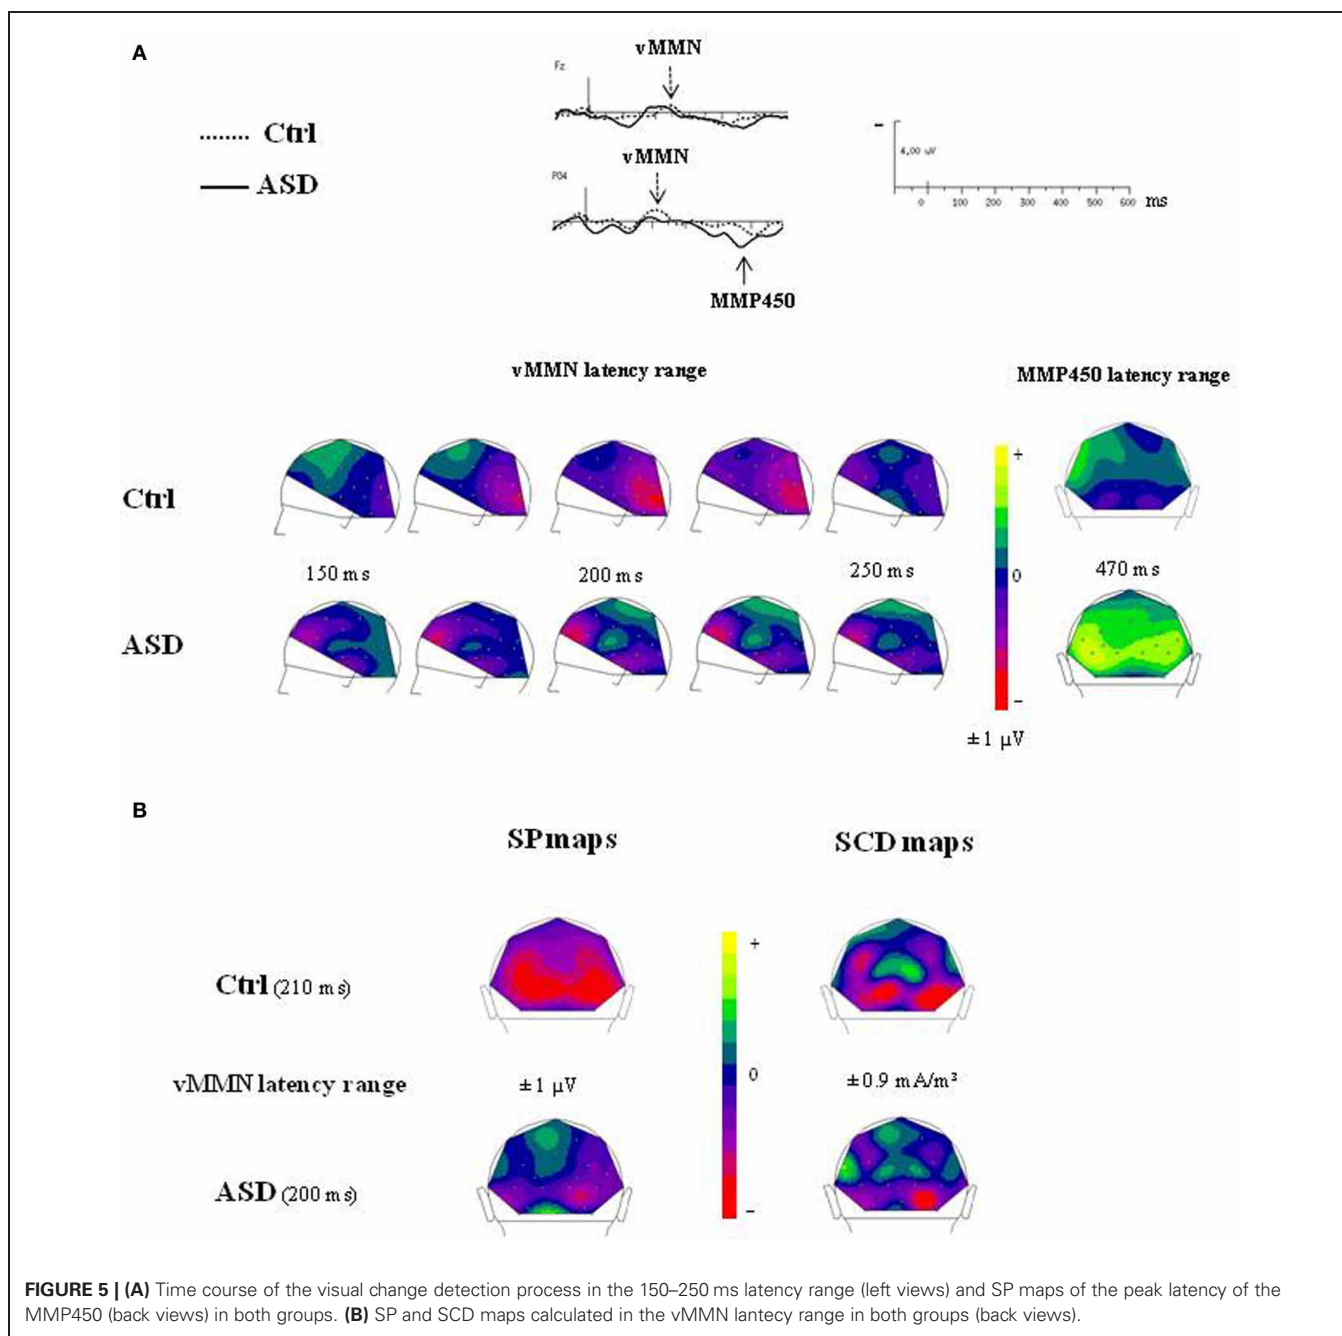 A
vMMN
Fz
Ctrl
ASD
vMMN
PO4
MMP450
−
4,00 uV
0 100 200 300 400 500 600 ms
vMMN latency range
MMP450 latency range
Ctrl
+
150 ms
200 ms
250 ms
0
470 ms
ASD
−
± 1 µV
B
SP maps
SCD maps
+
Ctrl (210 ms)
0
vMMN latency range
± 1 µV
± 0.9 mA/m³
ASD (200 ms)
−
FIGURE 5 | (A) Time course of the visual change detection process in the 150–250 ms latency range (left views) and SP maps of the peak latency of the
MMP450 (back views) in both groups. (B) SP and SCD maps calculated in the vMMN lantecy range in both groups (back views).